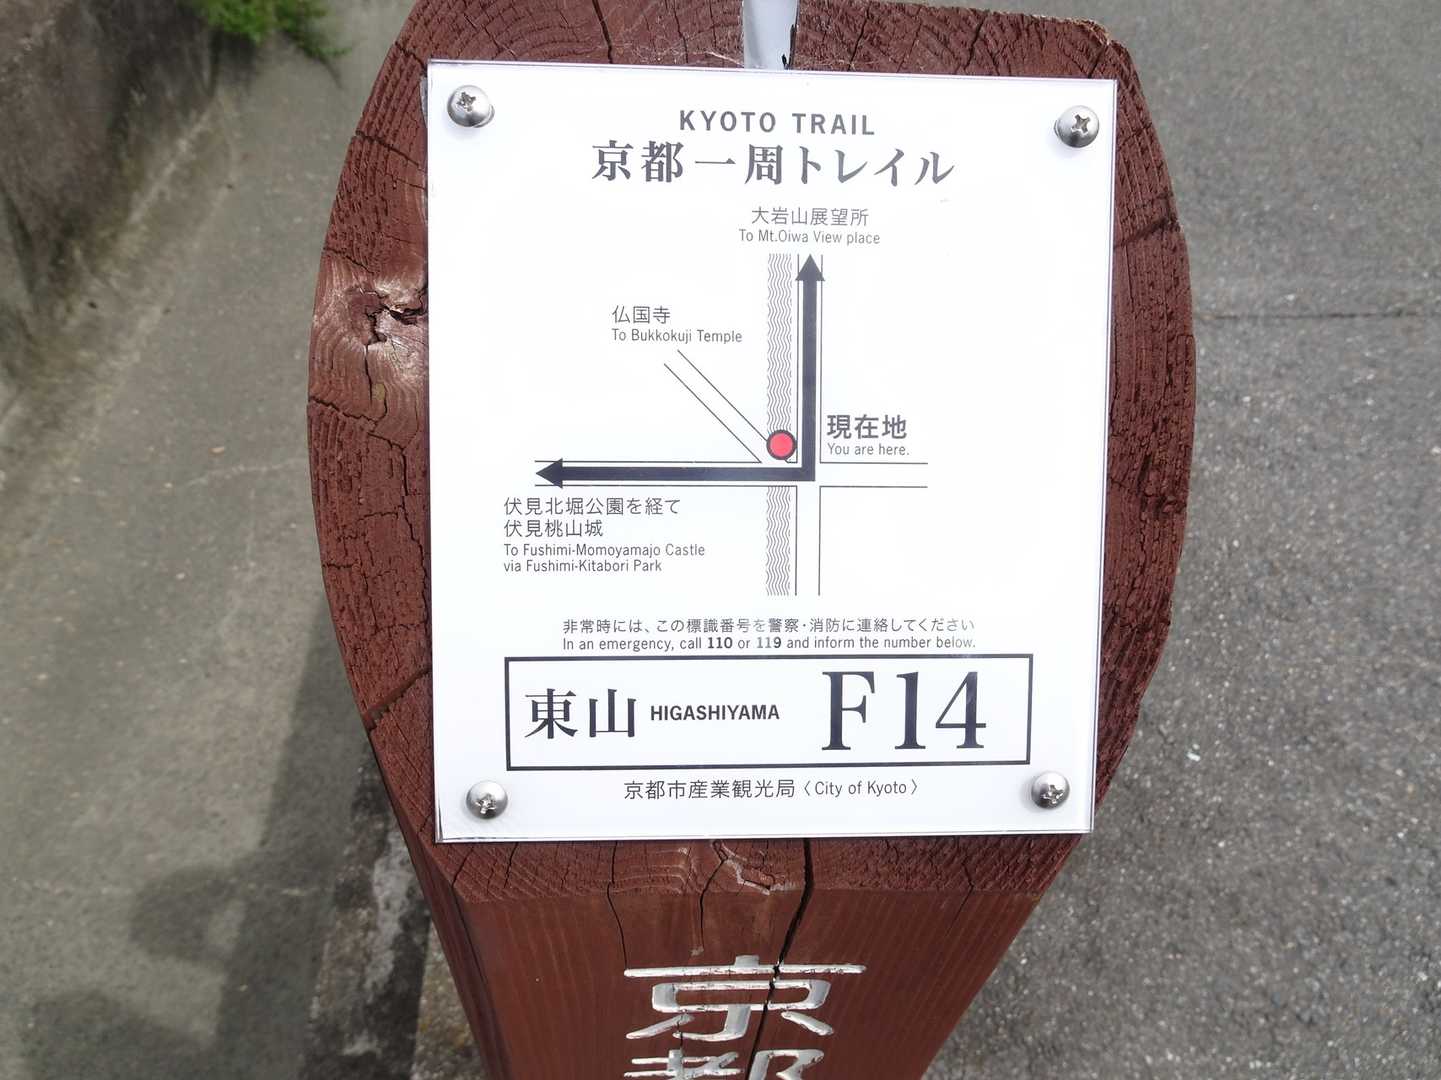 KYOTO TRAIL
京都一周トレイル
大岩山展望所
To Mt.Oiwa View place
仏国寺
To Bukkokuji Temple
現在地
You are here.
伏見北堀公園を経て
伏見桃山城
To Fushimi-Momoyamajo Castle
via Fushimi-Kitabori Park
非常時には、この標識番号を警察・消防に連絡してください
In an emergency, call 110 or 119 and inform the number below.
東山 HIGASHIYAMA F14
京都市産業観光局〈City of Kyoto〉
京
都